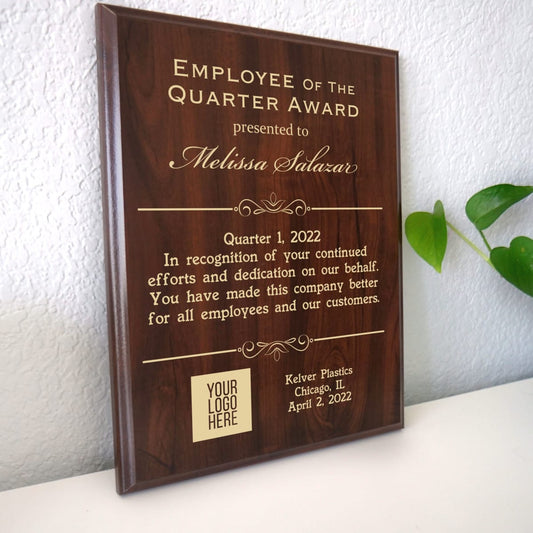 EMPLOYEE OF THE
QUARTER AWARD
presented to
Melissa Salazar
Quarter 1, 2022
In recognition of your continued
efforts and dedication on our behalf.
You have made this company better
for all employees and our customers.
YOUR
LOGO
HERE
Kelver Plastics
Chicago, IL
April 2, 2022